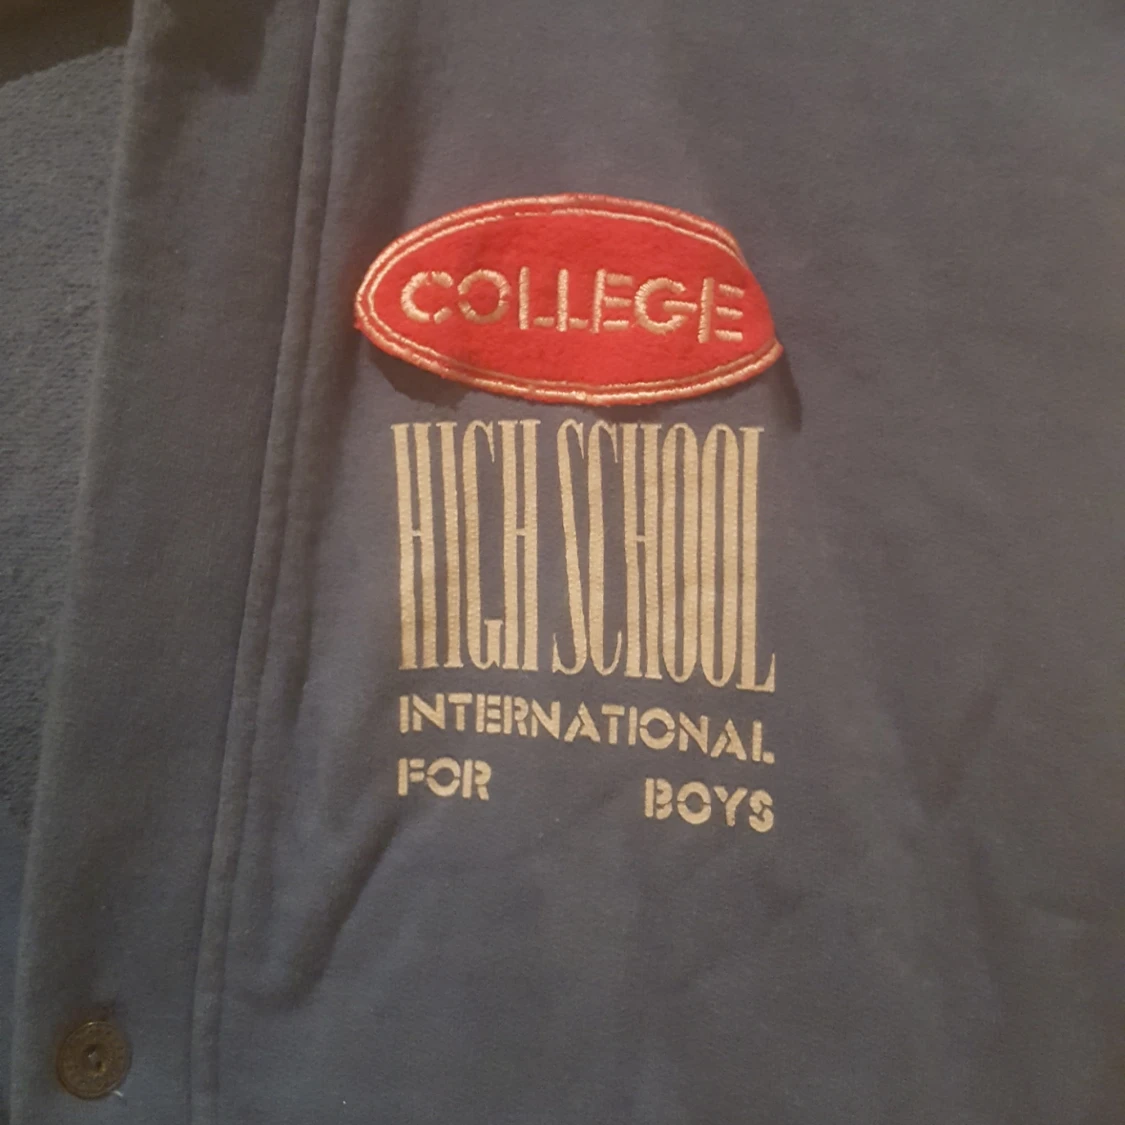 COLLEGE
HIGH SCHOOL
INTERNATIONAL
FOR BOYS